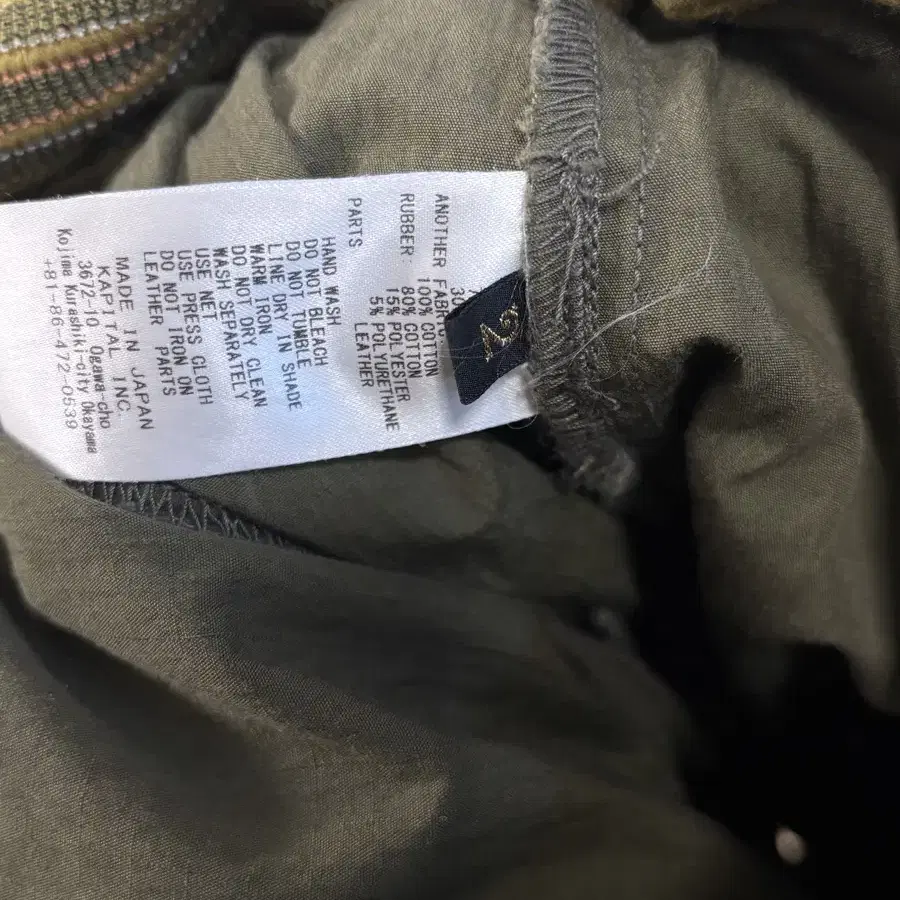 2
ANOTHER FABRIC 100% COTTON
RUBBER 80% COTTON
15% POLYESTER
5% POLYURETHANE
PARTS LEATHER
HAND WASH
DO NOT BLEACH
DO NOT TUMBLE
LINE DRY IN SHADE
WARM IRON
DO NOT DRY CLEAN
WASH SEPARATELY
USE NET
USE PRESS CLOTH
DO NOT IRON ON
LEATHER PARTS
MADE IN JAPAN
KAPITAL INC.
3672-10 Ogawa-cho
Kojima Kurashiki-city Okayama
+81-86-472-0539